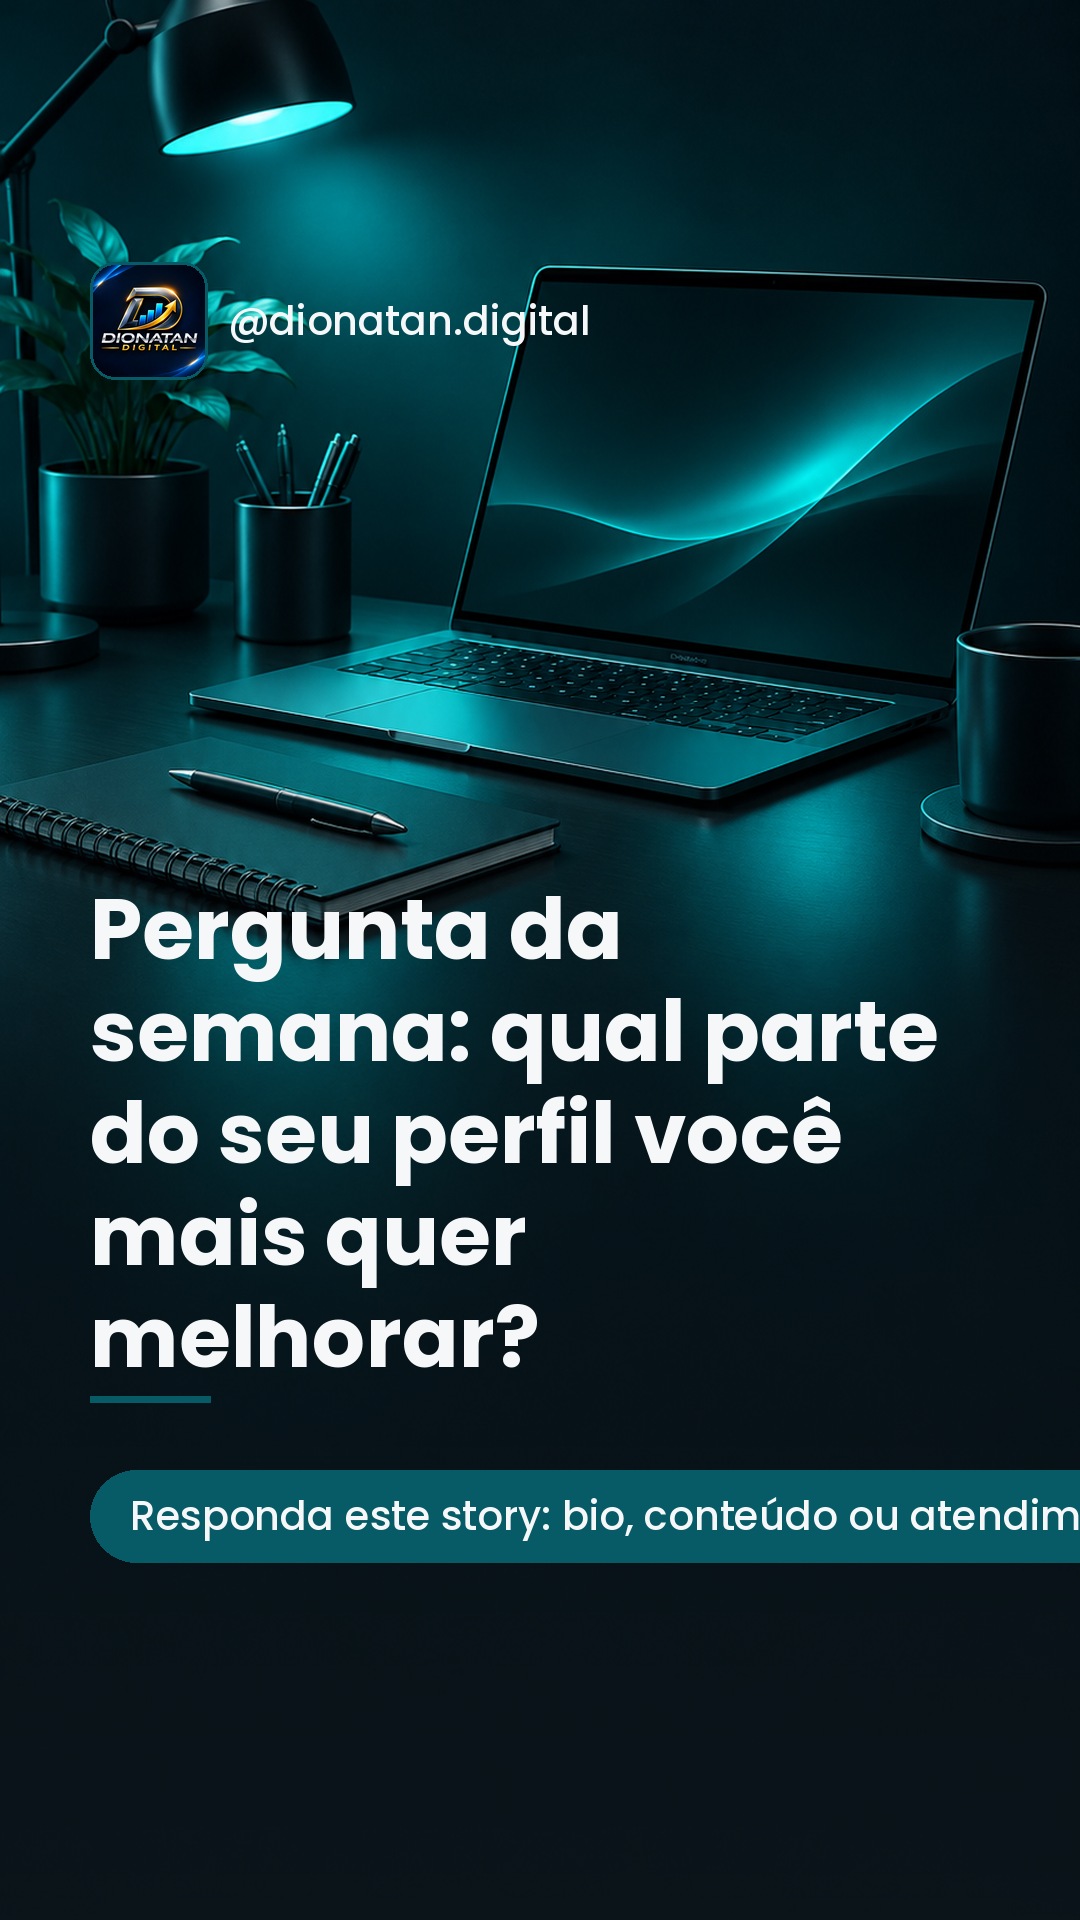 DIONATAN
DIGITAL
@dionatan.digital
Pergunta da
semana: qual parte
do seu perfil você
mais quer
melhorar?
Responda este story: bio, conteúdo ou atendim